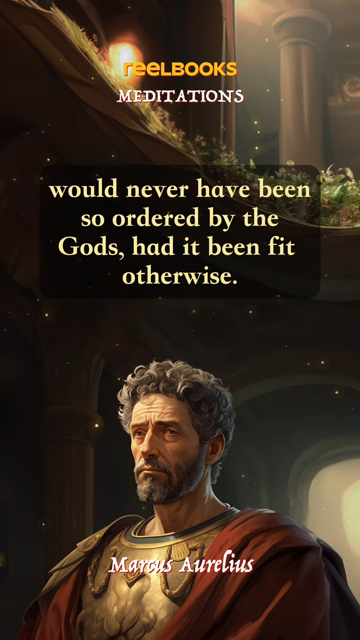 reelbooks
MEDITATIONS
would never have been
so ordered by the
Gods, had it been fit
otherwise.
Marcus Aurelius